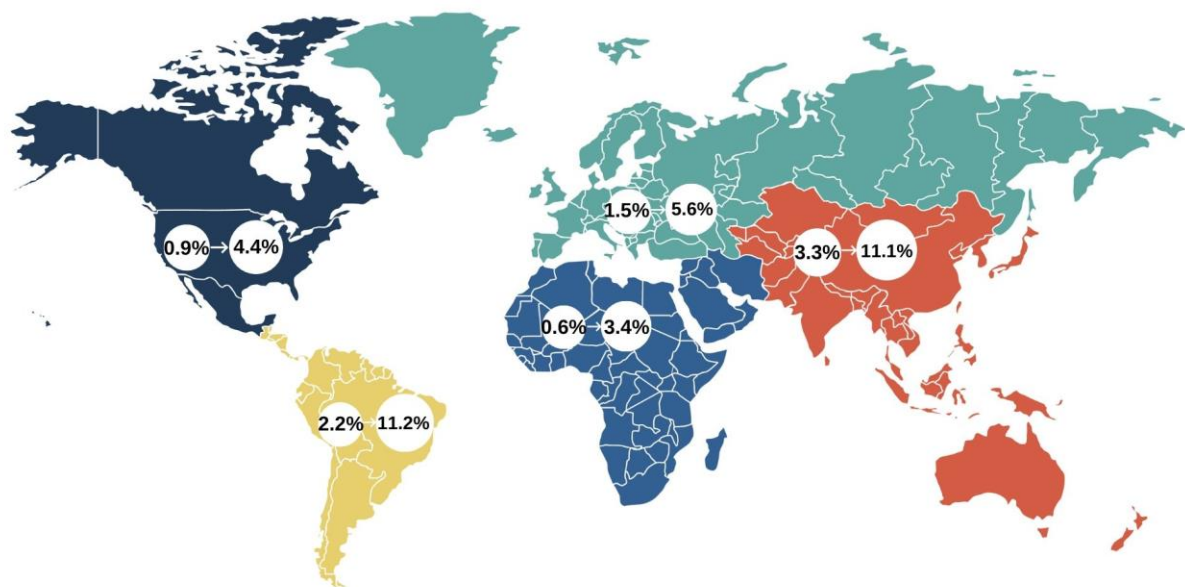 1.5% → 5.6%
0.9% → 4.4%
3.3% → 11.1%
0.6% → 3.4%
2.2% → 11.2%